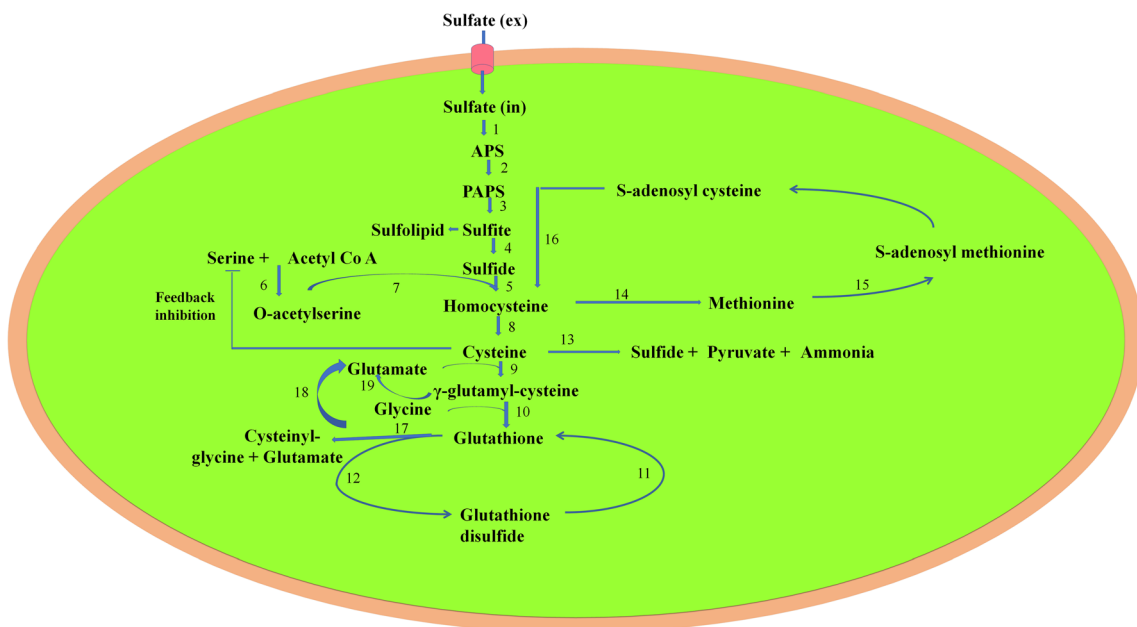 Sulfate (ex)
Sulfate (in)
1
APS
2
PAPS
3
S-adenosyl cysteine
Sulfolipid
Sulfite
4
16
Serine +
Acetyl Co A
Sulfide
S-adenosyl methionine
6
7
5
Feedback
inhibition
O-acetylserine
Homocysteine
14
Methionine
15
8
Cysteine
13
Sulfide + Pyruvate + Ammonia
Glutamate
9
18
19
γ-glutamyl-cysteine
Glycine
10
Cysteinyl-
glycine + Glutamate
17
Glutathione
12
11
Glutathione
disulfide